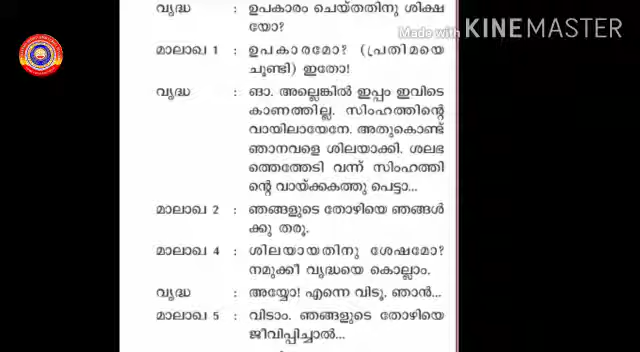 വൃദ്ധ : ഉപകാരം ചെയ്തതിനു ശിക്ഷ
യോ?
Made with KINEMASTER
മാലാഖ 1 : ഉപകാരമോ? (പ്രതിമയെ
ചൂണ്ടി) ഇതോ!
വൃദ്ധ : ങാ. അല്ലെങ്കിൽ ഇപ്പം ഇവിടെ
കാണത്തില്ല. സിംഹത്തിന്റെ
വായിലായേനേ. അതുകൊണ്ട്
ഞാനവളെ ശിലയാക്കി. ശലഭ
ത്തെത്തേടി വന്ന് സിംഹത്തി
ന്റെ വായ്ക്കകത്തു പെട്ടാ...
മാലാഖ 2 : ഞങ്ങളുടെ തോഴിയെ ഞങ്ങൾ
ക്കു തരൂ.
മാലാഖ 4 : ശിലയായതിനു ശേഷമോ?
നമുക്കീ വൃദ്ധയെ കൊല്ലാം.
വൃദ്ധ : അയ്യോ! എന്നെ വിടൂ. ഞാൻ...
മാലാഖ 5 : വിടാം. ഞങ്ങളുടെ തോഴിയെ
ജീവിപ്പിച്ചാൽ...